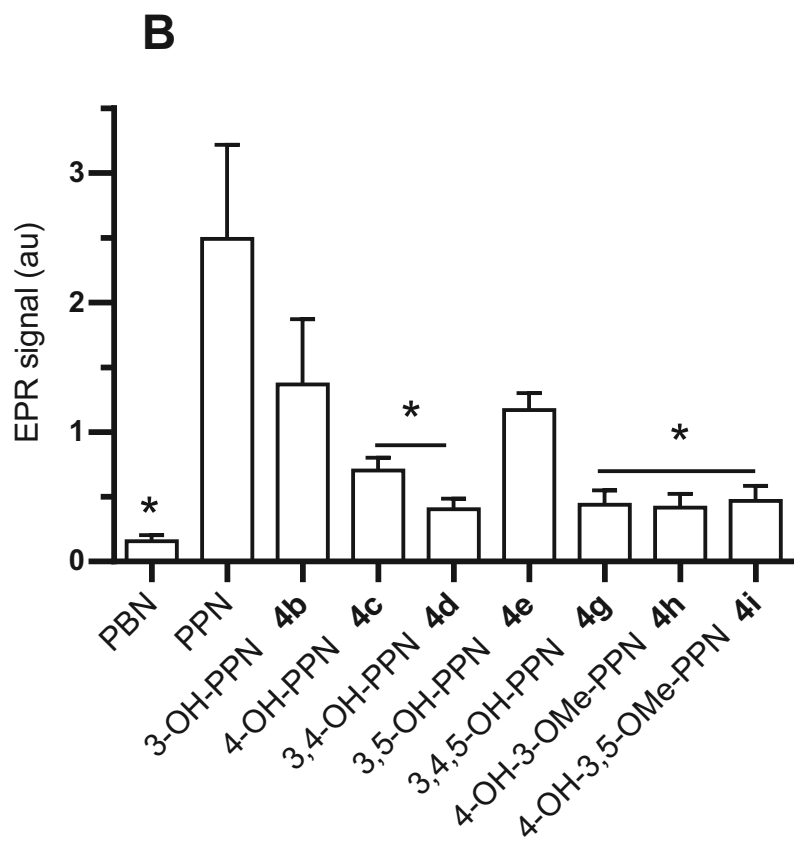 B
EPR signal (au)
3
2
1
0
*
*
*
PBN
PPN
3-OH-PPN 4b
4-OH-PPN 4c
3,4-OH-PPN 4d
3,5-OH-PPN 4e
3,4,5-OH-PPN 4g
4-OH-3-OMe-PPN 4h
4-OH-3,5-OMe-PPN 4i